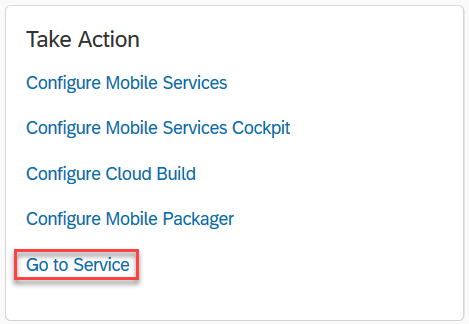 Take Action
Configure Mobile Services
Configure Mobile Services Cockpit
Configure Cloud Build
Configure Mobile Packager
Go to Service